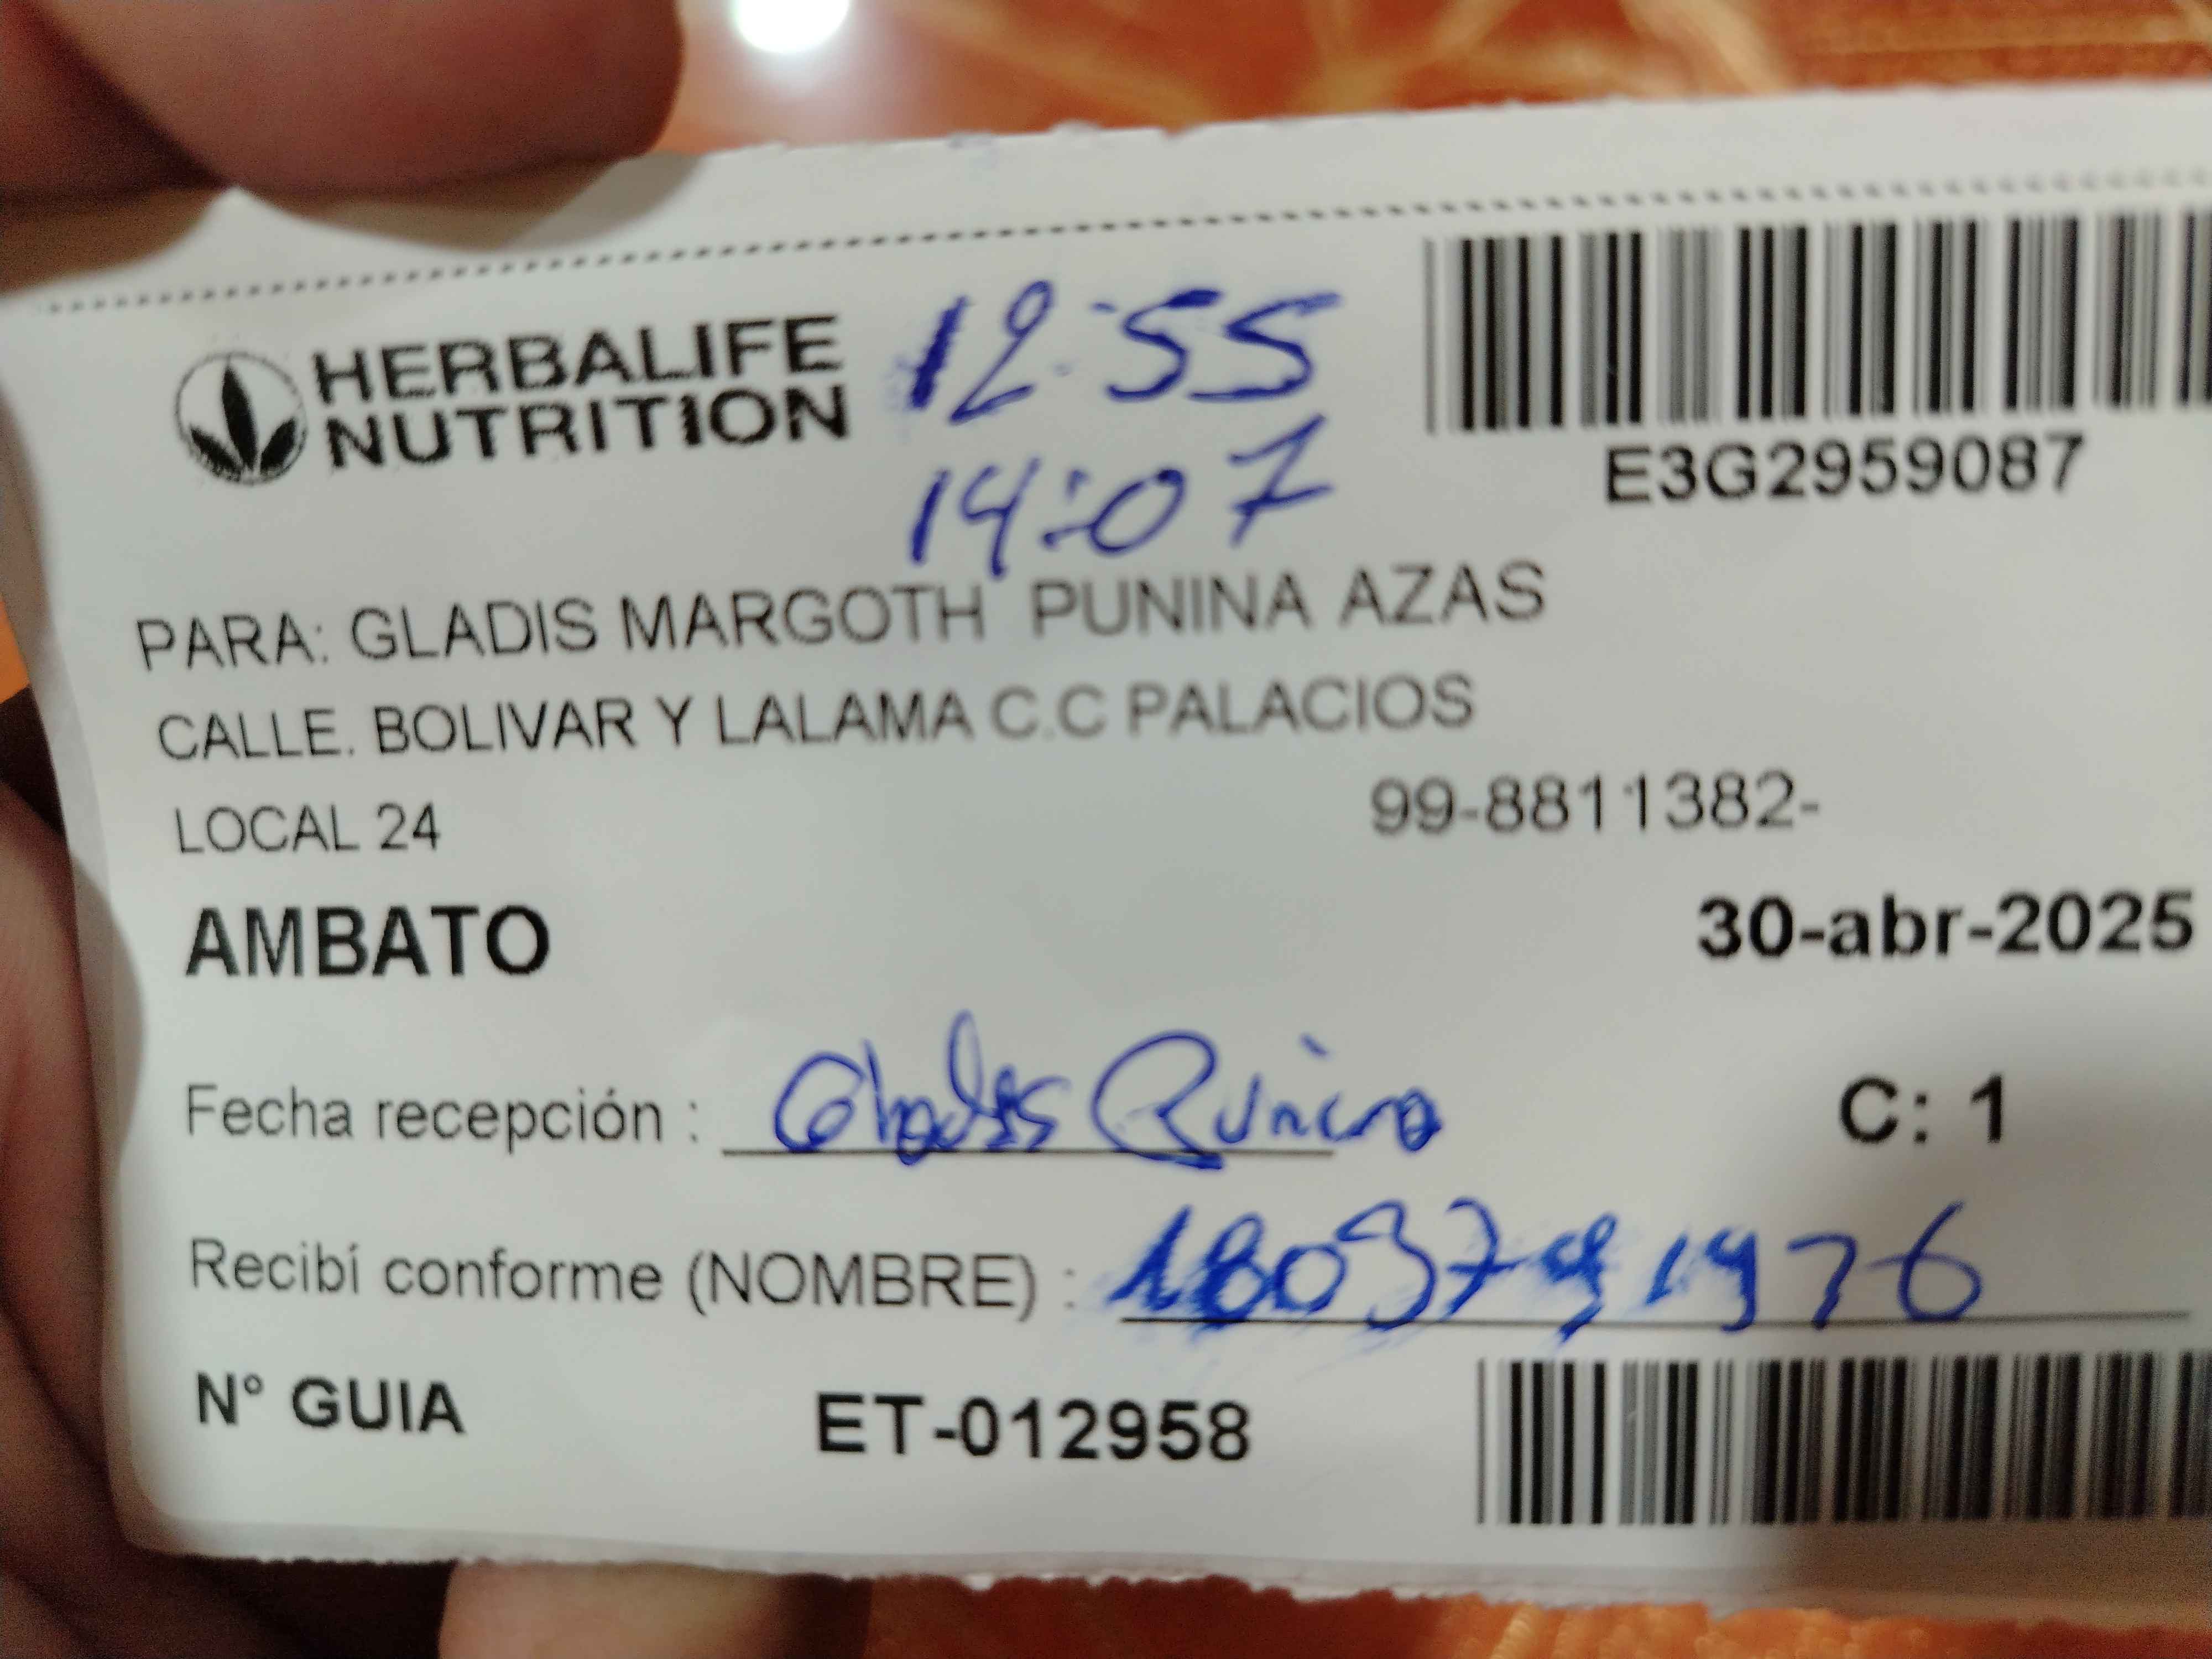 HERBALIFE
NUTRITION
12:55
14:07
E3G2959087
PARA: GLADIS MARGOTH PUNINA AZAS
CALLE. BOLIVAR Y LALAMA C.C PALACIOS
LOCAL 24
99-8811382-
AMBATO
30-abr-2025
Fecha recepción :
C: 1
Recibí conforme (NOMBRE) :
N° GUIA ET-012958